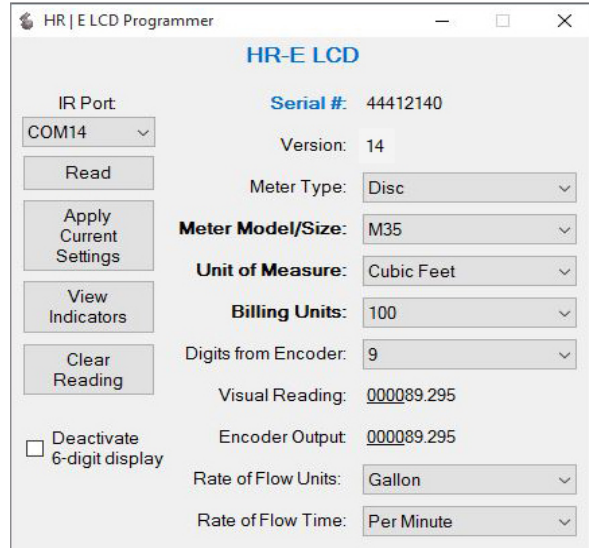 HR | E LCD Programmer
HR-E LCD
IR Port:
COM14
Read
Apply
Current
Settings
View
Indicators
Clear
Reading
Deactivate
6-digit display
Serial #: 44412140
Version: 14
Meter Type: Disc
Meter Model/Size: M35
Unit of Measure: Cubic Feet
Billing Units: 100
Digits from Encoder: 9
Visual Reading: 000089.295
Encoder Output: 000089.295
Rate of Flow Units: Gallon
Rate of Flow Time: Per Minute